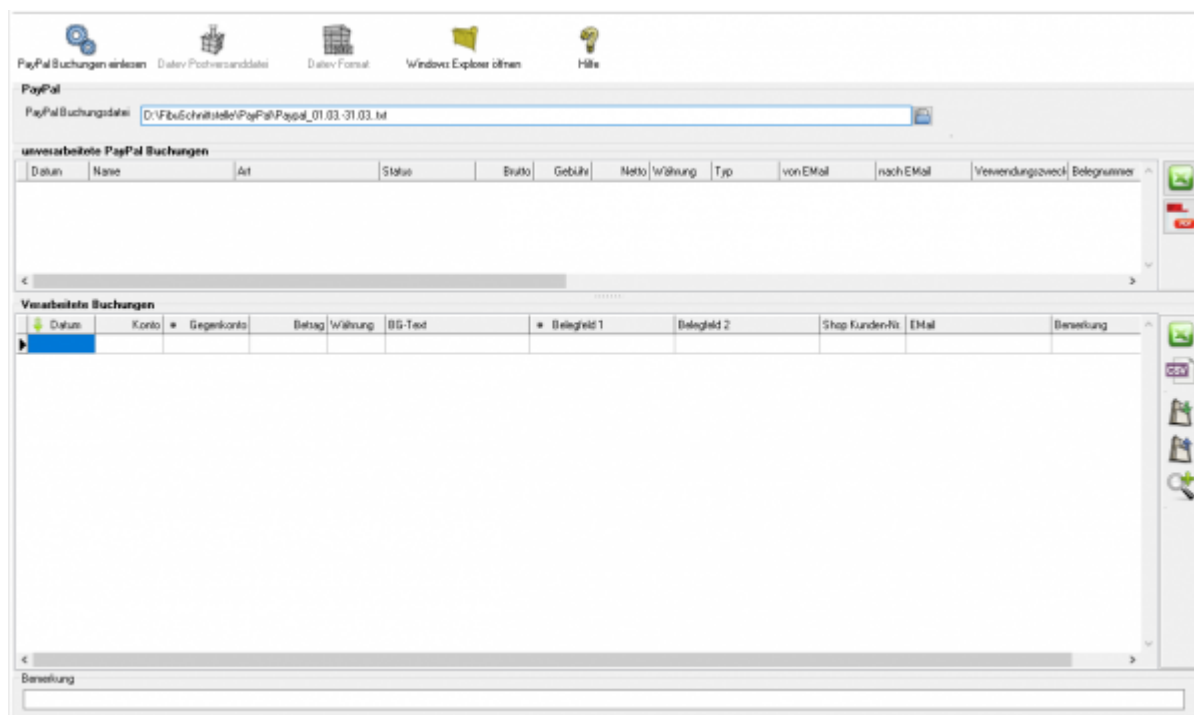 PayPal Buchungen einlesen Datev Postversanddatei Datev Format Windows Explorer öffnen Hilfe
PayPal
PayPal Buchungsdatei D:\FibuSchnittstelle\PayPal\Paypal_01.03.-31.03..txt
unverarbeitete PayPal Buchungen
Datum Name Art Status Brutto Gebühr Netto Währung Typ von EMail nach EMail Verwendungszweck Belegnummer
PDF
Verarbeitete Buchungen
Datum Konto Gegenkonto Betrag Währung BG-Text Belegfeld 1 Belegfeld 2 Shop Kunden-Nr. EMail Bemerkung
CSV
Bemerkung